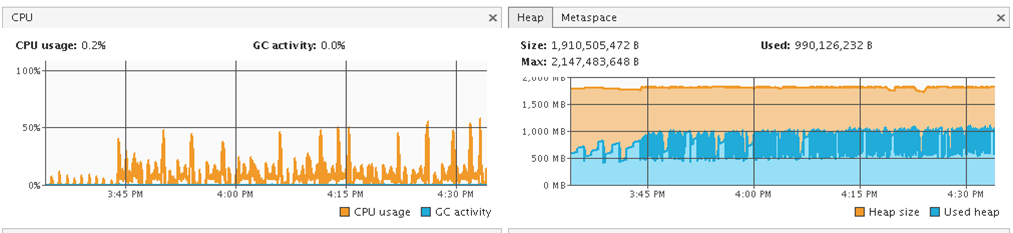 CPU
CPU usage: 0.2% GC activity: 0.0%
100%
50%
0%
3:45 PM 4:00 PM 4:15 PM 4:30 PM
CPU usage GC activity
Heap Metaspace
Size: 1,910,505,472 B Used: 990,126,232 B
Max: 2,147,483,648 B
2,000 MB
1,500 MB
1,000 MB
500 MB
0 MB
3:45 PM 4:00 PM 4:15 PM 4:30 PM
Heap size Used heap